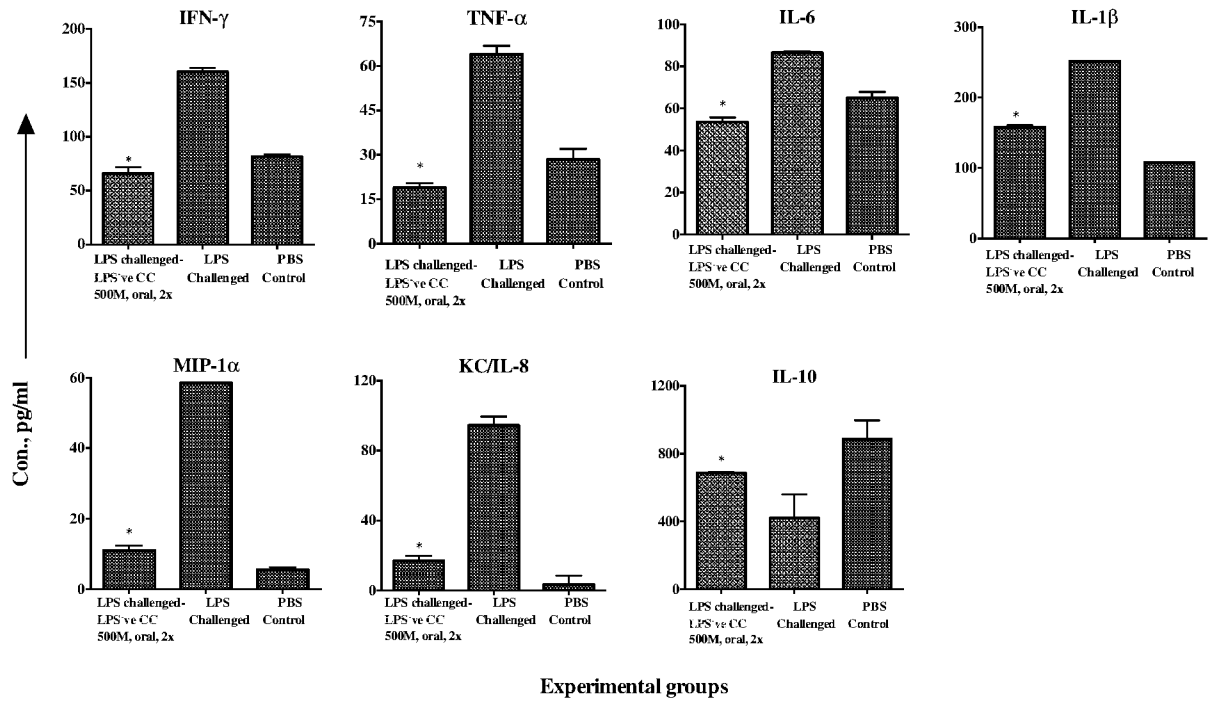 IFN-γ
200
150
100
50
0
*
LPS challenged-
LPS-ve CC
500M, oral, 2x
LPS
Challenged
PBS
Control
TNF-α
75
60
45
30
15
0
*
LPS challenged-
LPS-ve CC
500M, oral, 2x
LPS
Challenged
PBS
Control
IL-6
100
80
60
40
20
0
*
LPS challenged-
LPS-ve CC
500M, oral, 2x
LPS
Challenged
PBS
Control
IL-1β
300
200
100
0
*
LPS challenged-
LPS-ve CC
500M, oral, 2x
LPS
Challenged
PBS
Control
Con., pg/ml
MIP-1α
60
40
20
0
*
LPS challenged-
LPS-ve CC
500M, oral, 2x
LPS
Challenged
PBS
Control
KC/IL-8
120
80
40
0
*
LPS challenged-
LPS-ve CC
500M, oral, 2x
LPS
Challenged
PBS
Control
IL-10
1200
800
400
0
*
LPS challenged-
LPS-ve CC
500M, oral, 2x
LPS
Challenged
PBS
Control
Experimental groups